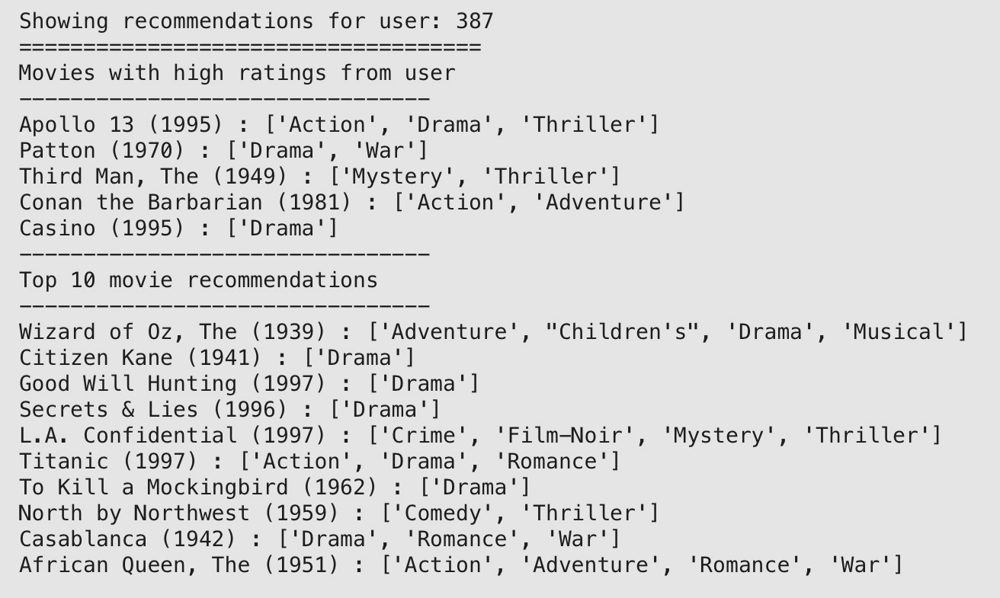 Showing recommendations for user: 387
====================================
Movies with high ratings from user
--------------------------------
Apollo 13 (1995) : ['Action', 'Drama', 'Thriller']
Patton (1970) : ['Drama', 'War']
Third Man, The (1949) : ['Mystery', 'Thriller']
Conan the Barbarian (1981) : ['Action', 'Adventure']
Casino (1995) : ['Drama']
--------------------------------
Top 10 movie recommendations
--------------------------------
Wizard of Oz, The (1939) : ['Adventure', "Children's", 'Drama', 'Musical']
Citizen Kane (1941) : ['Drama']
Good Will Hunting (1997) : ['Drama']
Secrets & Lies (1996) : ['Drama']
L.A. Confidential (1997) : ['Crime', 'Film-Noir', 'Mystery', 'Thriller']
Titanic (1997) : ['Action', 'Drama', 'Romance']
To Kill a Mockingbird (1962) : ['Drama']
North by Northwest (1959) : ['Comedy', 'Thriller']
Casablanca (1942) : ['Drama', 'Romance', 'War']
African Queen, The (1951) : ['Action', 'Adventure', 'Romance', 'War']